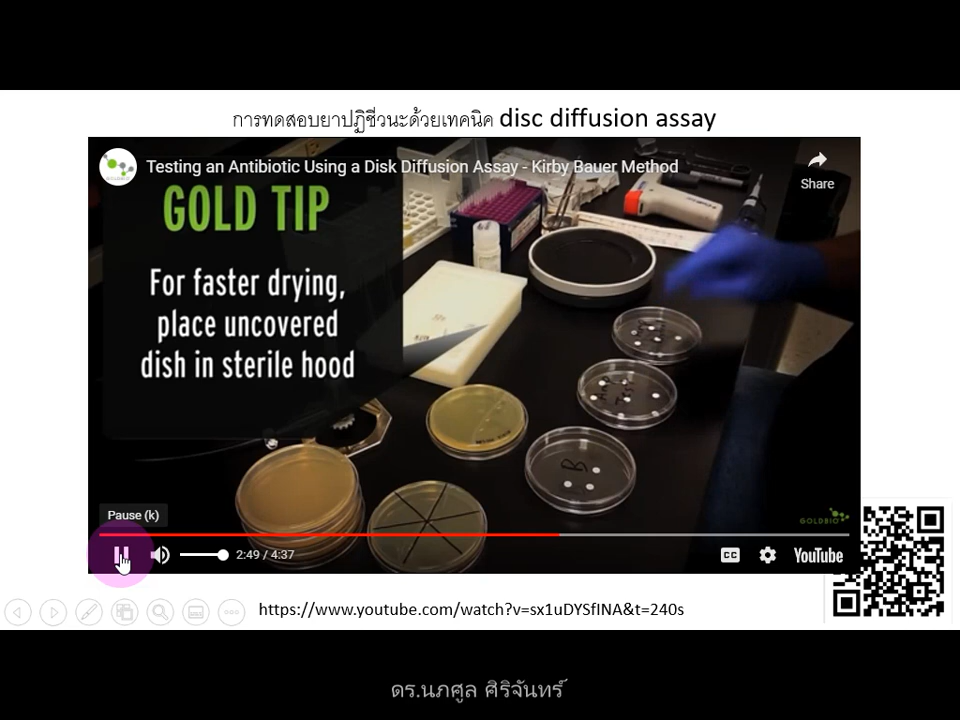 การทดสอบยาปฏิชีวนะด้วยเทคนิค disc diffusion assay
Testing an Antibiotic Using a Disk Diffusion Assay - Kirby Bauer Method
Share
GOLD TIP
For faster drying,
place uncovered
dish in sterile hood
B
Pause (k)
GOLDBIO
2:49 / 4:37
CC
YouTube
https://www.youtube.com/watch?v=sx1uDYSfINA&t=240s
ดร.นภศูล ศิริจันทร์